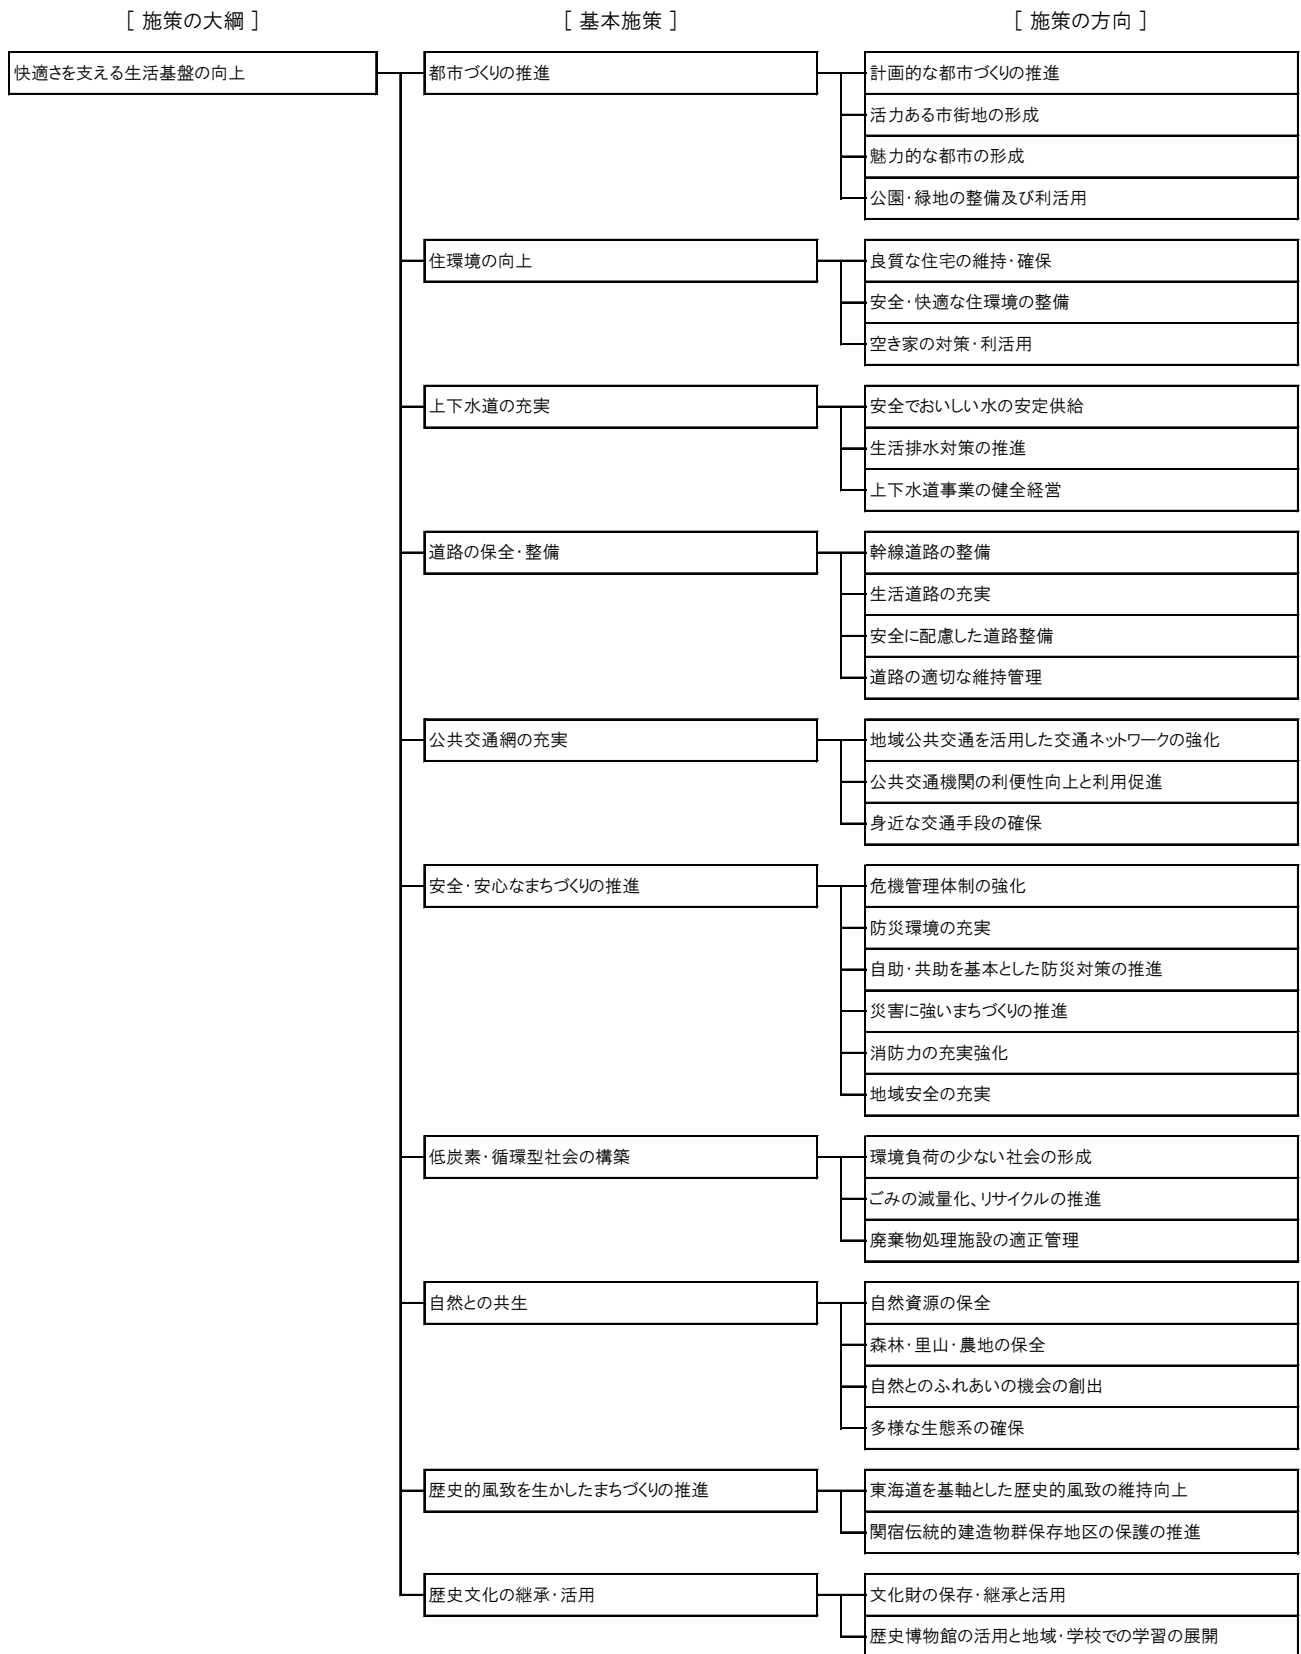 [ 施策の大綱 ]
[ 基本施策 ]
[ 施策の方向 ]
快適さを支える生活基盤の向上
都市づくりの推進
計画的な都市づくりの推進
活力ある市街地の形成
魅力的な都市の形成
公園・緑地の整備及び利活用
住環境の向上
良質な住宅の維持・確保
安全・快適な住環境の整備
空き家の対策・利活用
上下水道の充実
安全でおいしい水の安定供給
生活排水対策の推進
上下水道事業の健全経営
道路の保全・整備
幹線道路の整備
生活道路の充実
安全に配慮した道路整備
道路の適切な維持管理
公共交通網の充実
地域公共交通を活用した交通ネットワークの強化
公共交通機関の利便性向上と利用促進
身近な交通手段の確保
安全・安心なまちづくりの推進
危機管理体制の強化
防災環境の充実
自助・共助を基本とした防災対策の推進
災害に強いまちづくりの推進
消防力の充実強化
地域安全の充実
低炭素・循環型社会の構築
環境負荷の少ない社会の形成
ごみの減量化、リサイクルの推進
廃棄物処理施設の適正管理
自然との共生
自然資源の保全
森林・里山・農地の保全
自然とのふれあいの機会の創出
多様な生態系の確保
歴史的風致を生かしたまちづくりの推進
東海道を基軸とした歴史的風致の維持向上
関宿伝統的建造物群保存地区の保護の推進
歴史文化の継承・活用
文化財の保存・継承と活用
歴史博物館の活用と地域・学校での学習の展開